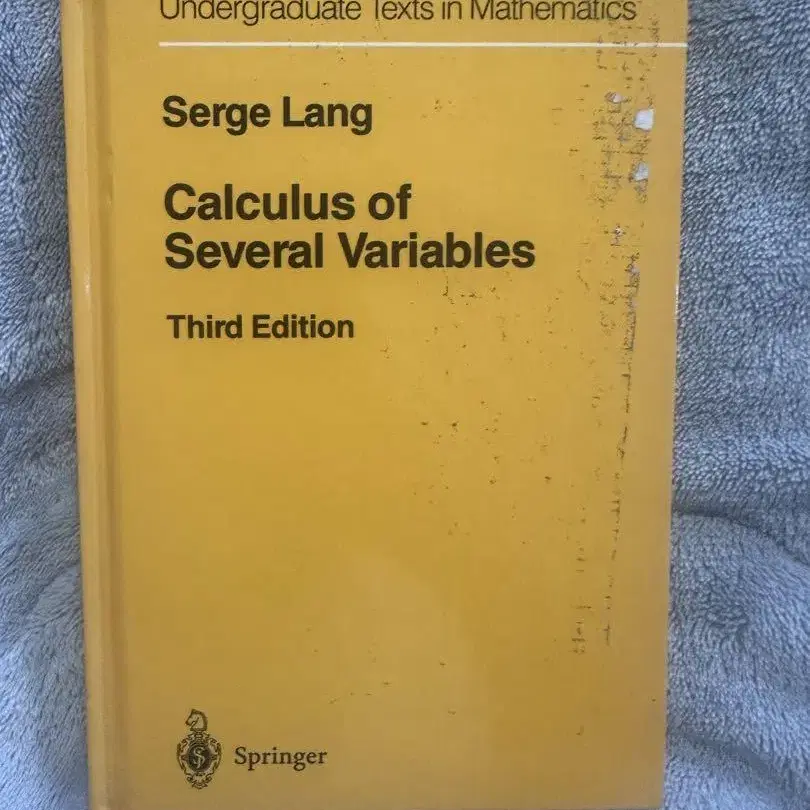 Undergraduate Texts in Mathematics
Serge Lang
Calculus of
Several Variables
Third Edition
Springer